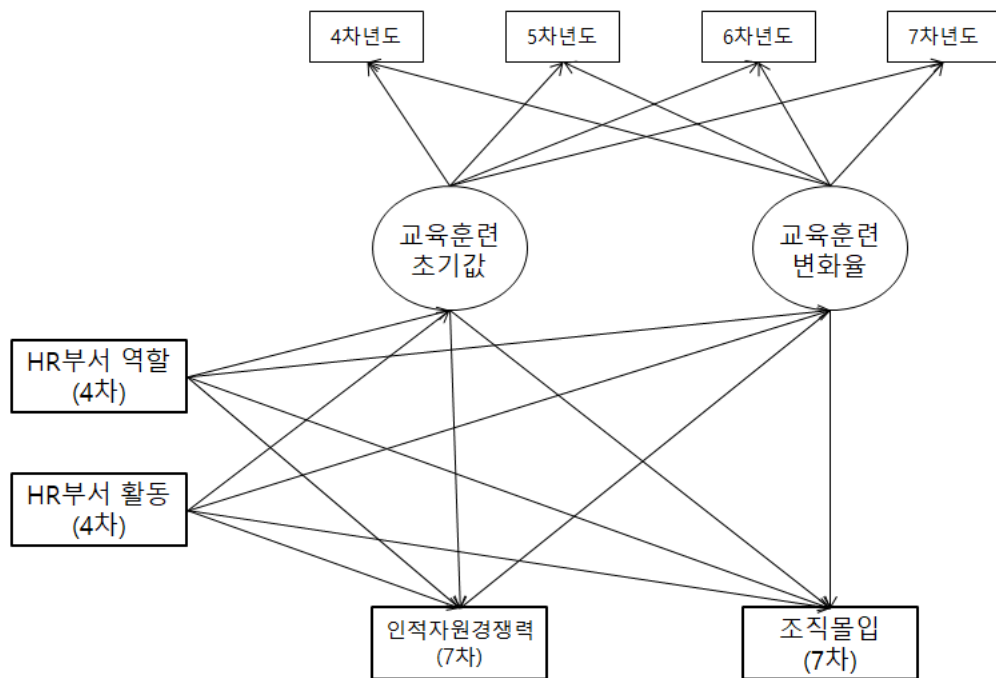 4차년도
5차년도
6차년도
7차년도
교육훈련
초기값
교육훈련
변화율
HR부서 역할
(4차)
HR부서 활동
(4차)
인적자원경쟁력
(7차)
조직몰입
(7차)